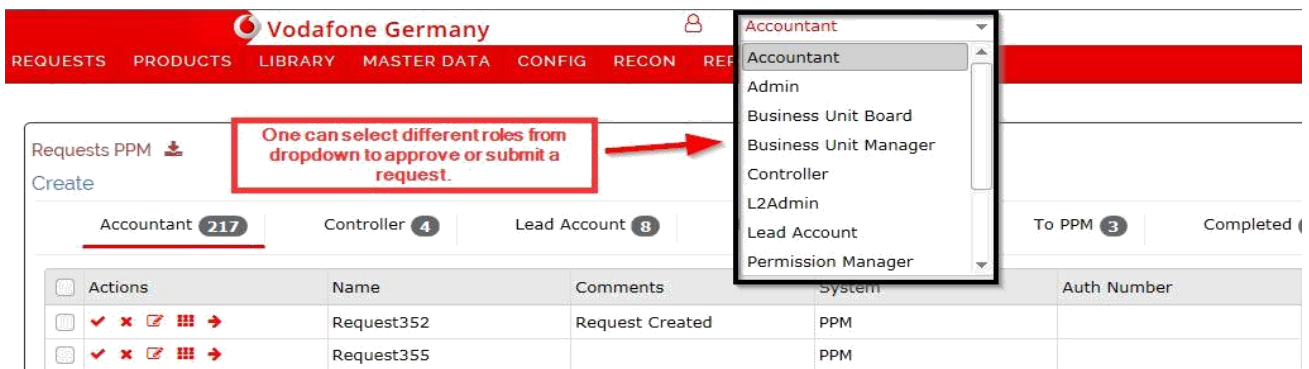 Vodafone Germany
Accountant
REQUESTS PRODUCTS LIBRARY MASTER DATA CONFIG RECON REP
Accountant
Admin
Business Unit Board
Business Unit Manager
Controller
L2Admin
Lead Account
Permission Manager
One can select different roles from
dropdown to approve or submit a
request.
Requests PPM
Create
Accountant 217 Controller 4 Lead Account 8 To PPM 3 Completed
Actions Name Comments System Auth Number
Request352 Request Created PPM
Request355 PPM